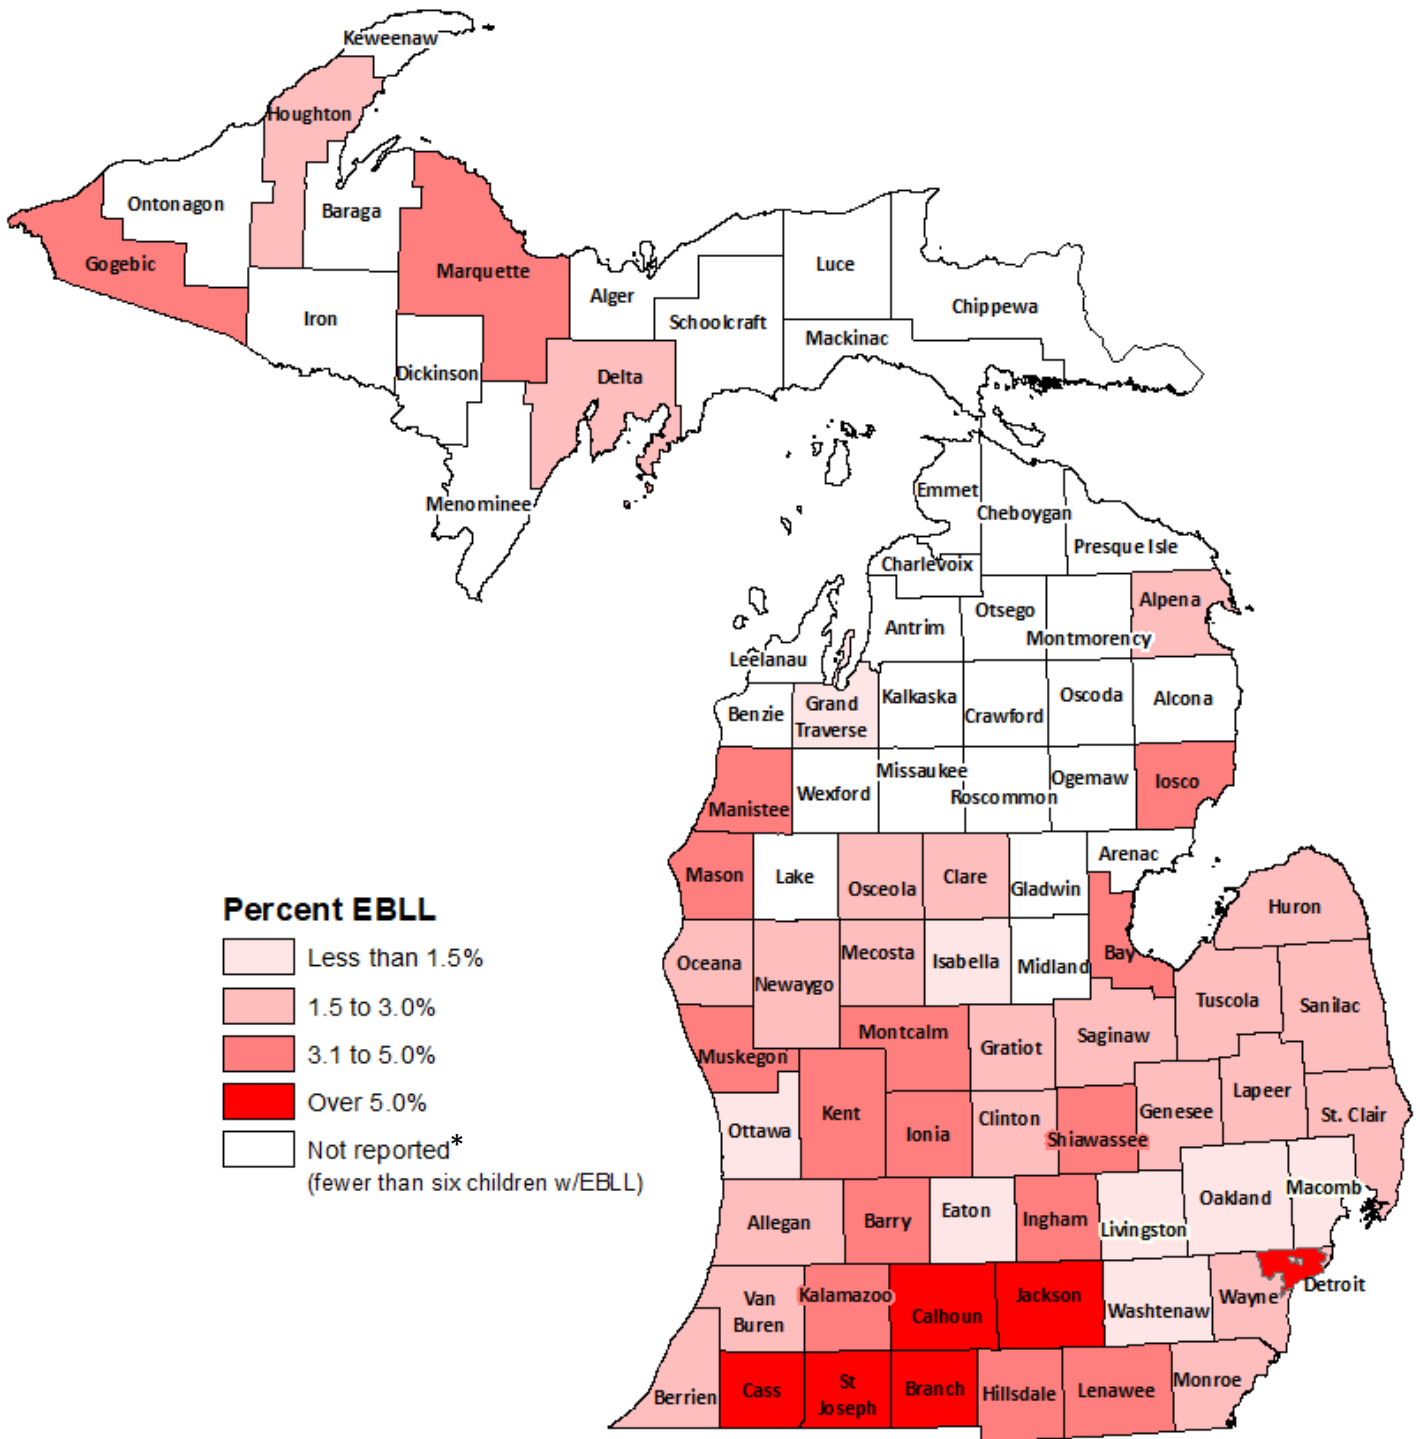 Keweenaw
Houghton
Ontonagon
Baraga
Gogebic
Marquette
Luce
Alger
Chippewa
Iron
Schoolcraft
Mackinac
Dickinson
Delta
Menominee
Emmet
Cheboygan
Presque Isle
Charlevoix
Alpena
Otsego
Antrim
Montmorency
Leelanau
Kalkaska
Oscoda
Alcona
Benzie
Grand
Traverse
Crawford
Missaukee
Ogemaw
Iosco
Wexford
Roscommon
Manistee
Arenac
Mason
Lake
Osceola
Clare
Gladwin
Huron
Percent EBLL
Less than 1.5%
1.5 to 3.0%
3.1 to 5.0%
Over 5.0%
Not reported*
(fewer than six children w/EBLL)
Oceana
Newaygo
Mecosta
Isabella
Midland
Bay
Tuscola
Sanilac
Muskegon
Montcalm
Gratiot
Saginaw
Lapeer
Kent
Ionia
Clinton
Shiawassee
Genesee
St. Clair
Ottawa
Allegan
Barry
Eaton
Ingham
Livingston
Oakland
Macomb
Van
Buren
Kalamazoo
Calhoun
Jackson
Washtenaw
Wayne
Detroit
Berrien
Cass
St
Joseph
Branch
Hillsdale
Lenawee
Monroe